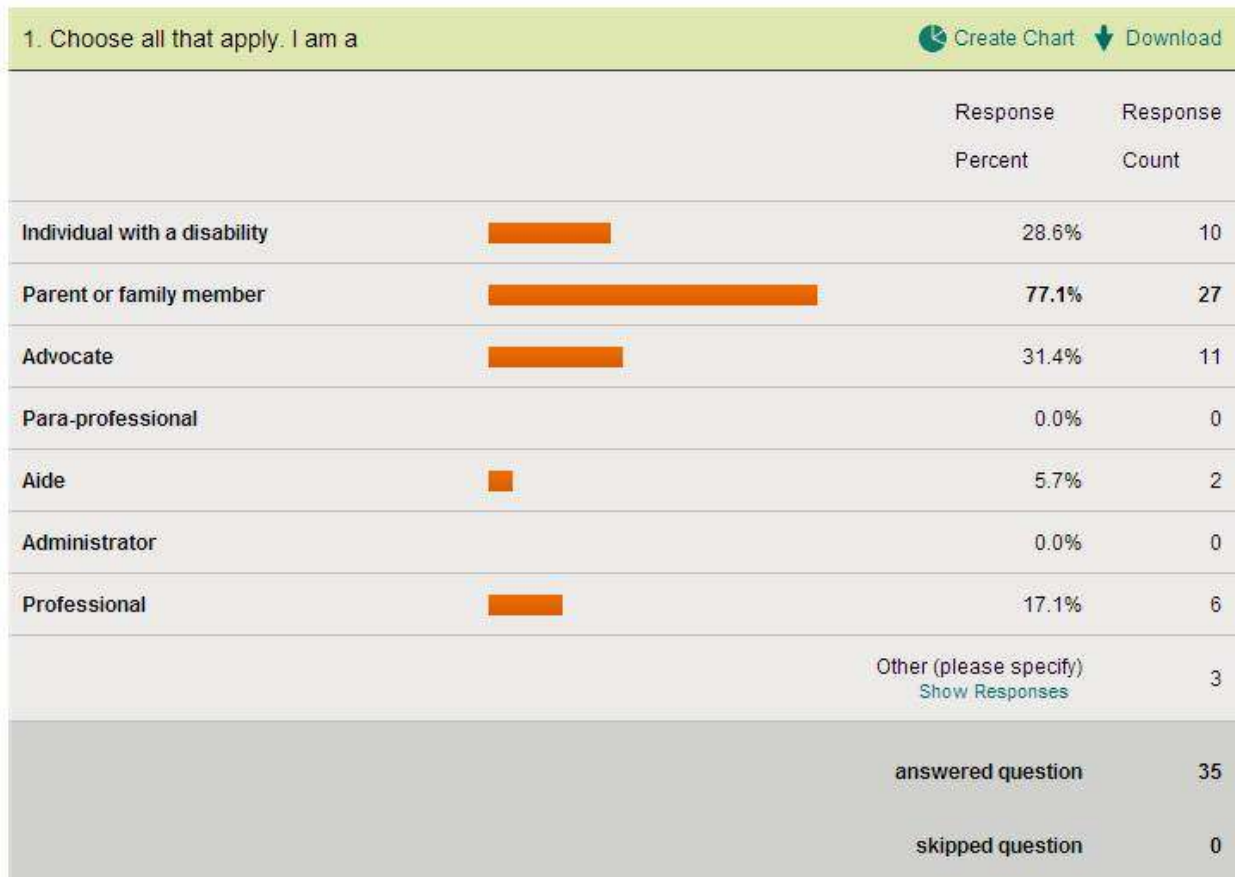 1. Choose all that apply. I am a Create Chart Download
Response Response
Percent Count
Individual with a disability 28.6% 10
Parent or family member 77.1% 27
Advocate 31.4% 11
Para-professional 0.0% 0
Aide 5.7% 2
Administrator 0.0% 0
Professional 17.1% 6
Other (please specify) 3
Show Responses
answered question 35
skipped question 0